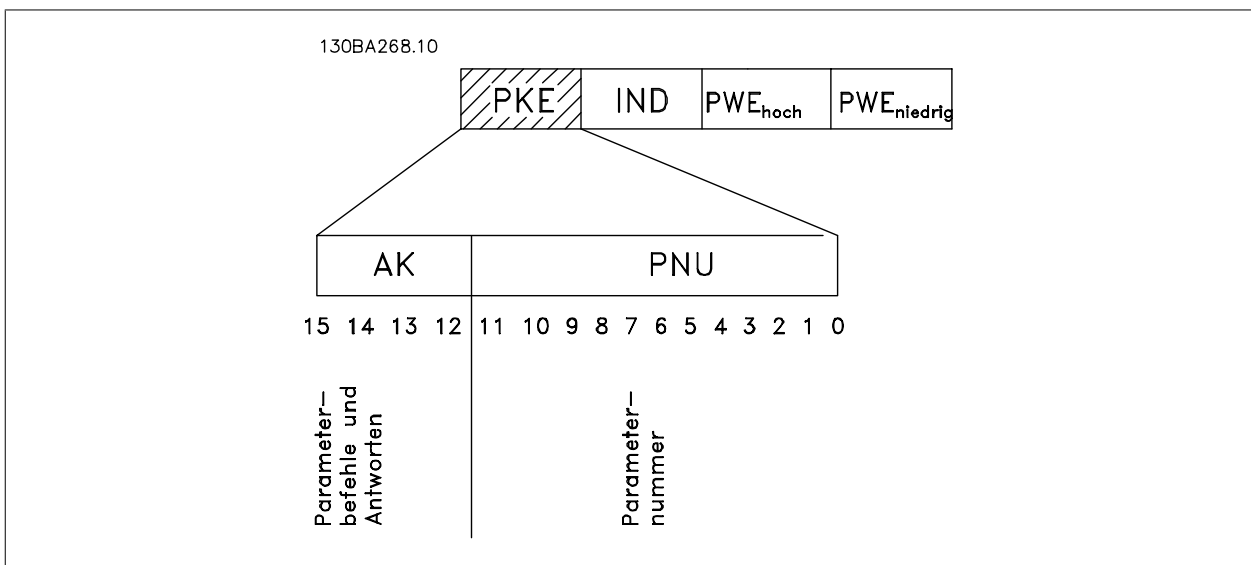 130BA268.10
PKE IND PWEhoch PWEniedrig
AK PNU
15 14 13 12 11 10 9 8 7 6 5 4 3 2 1 0
Parameter-
befehle und
Antworten
Parameter-
nummer